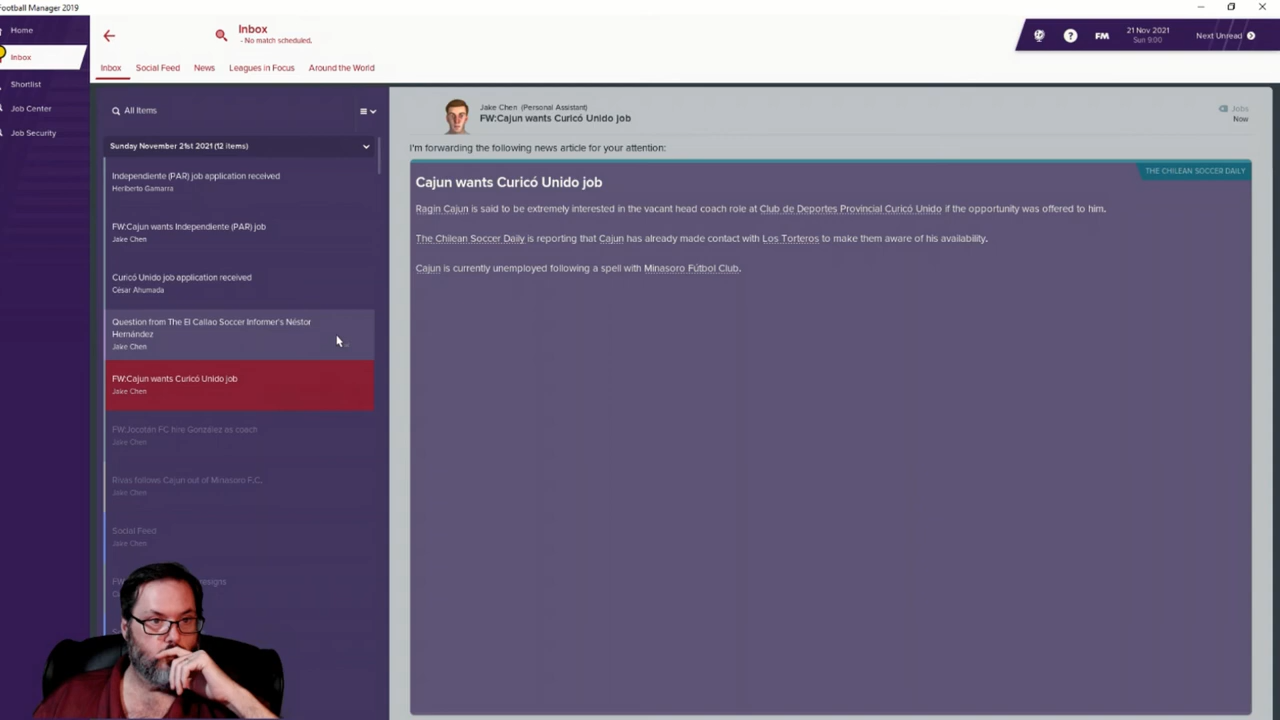 Football Manager 2019
Home
Inbox
Shortlist
Job Center
Job Security
Inbox
- No match scheduled.
FM
21 Nov 2021
Sun 9:00
Next Unread
Inbox
Social Feed
News
Leagues in Focus
Around the World
All Items
Sunday November 21st 2021 (12 items)
Independiente (PAR) job application received
Heriberto Gamarra
FW:Cajun wants Independiente (PAR) job
Jake Chen
Curicó Unido job application received
César Ahumada
Question from The El Callao Soccer Informer's Néstor
Hernández
Jake Chen
FW:Cajun wants Curicó Unido job
Jake Chen
FW:Jocotán FC hire González as coach
Jake Chen
Rivas follows Cajun out of Minasoro F.C.
Jake Chen
Social Feed
Jake Chen
Jake Chen (Personal Assistant)
FW:Cajun wants Curicó Unido job
Jobs
Now
I'm forwarding the following news article for your attention:
THE CHILEAN SOCCER DAILY
Cajun wants Curicó Unido job
Ragin Cajun is said to be extremely interested in the vacant head coach role at Club de Deportes Provincial Curicó Unido if the opportunity was offered to him.
The Chilean Soccer Daily is reporting that Cajun has already made contact with Los Torteros to make them aware of his availability.
Cajun is currently unemployed following a spell with Minasoro Fútbol Club.